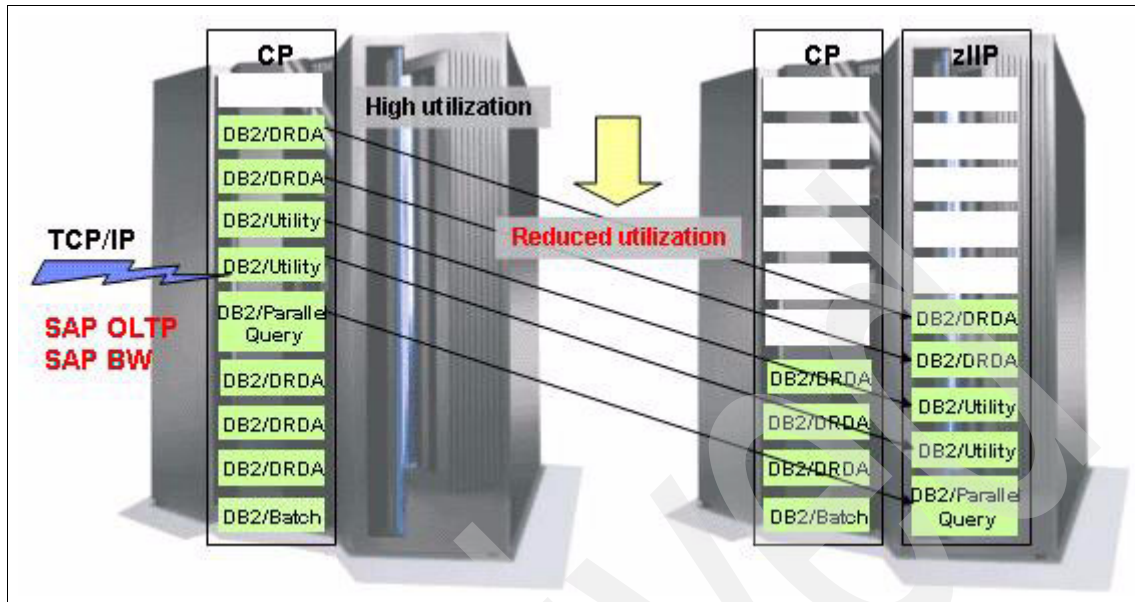 CP
High utilization
DB2/DRDA
DB2/DRDA
DB2/Utility
DB2/Utility
DB2/Paralle
Query
DB2/DRDA
DB2/DRDA
DB2/DRDA
DB2/Batch
TCP/IP
SAP OLTP
SAP BW
Reduced utilization
CP
DB2/DRDA
DB2/DRDA
DB2/DRDA
DB2/Batch
zIIP
DB2/DRDA
DB2/DRDA
DB2/Utility
DB2/Utility
DB2/Paralle
Query